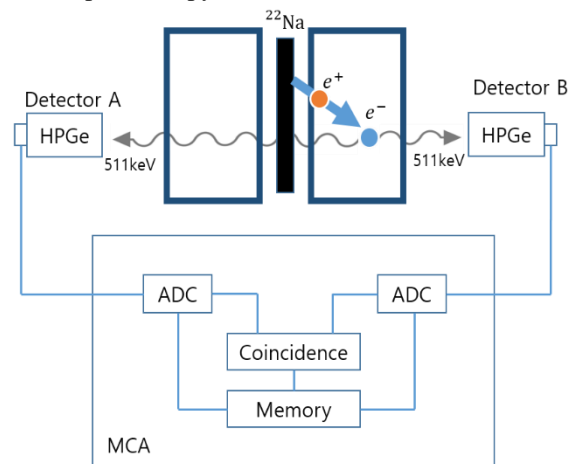 ²²Na
e⁺
e⁻
Detector A
Detector B
HPGe
HPGe
511keV
511keV
ADC
ADC
Coincidence
Memory
MCA